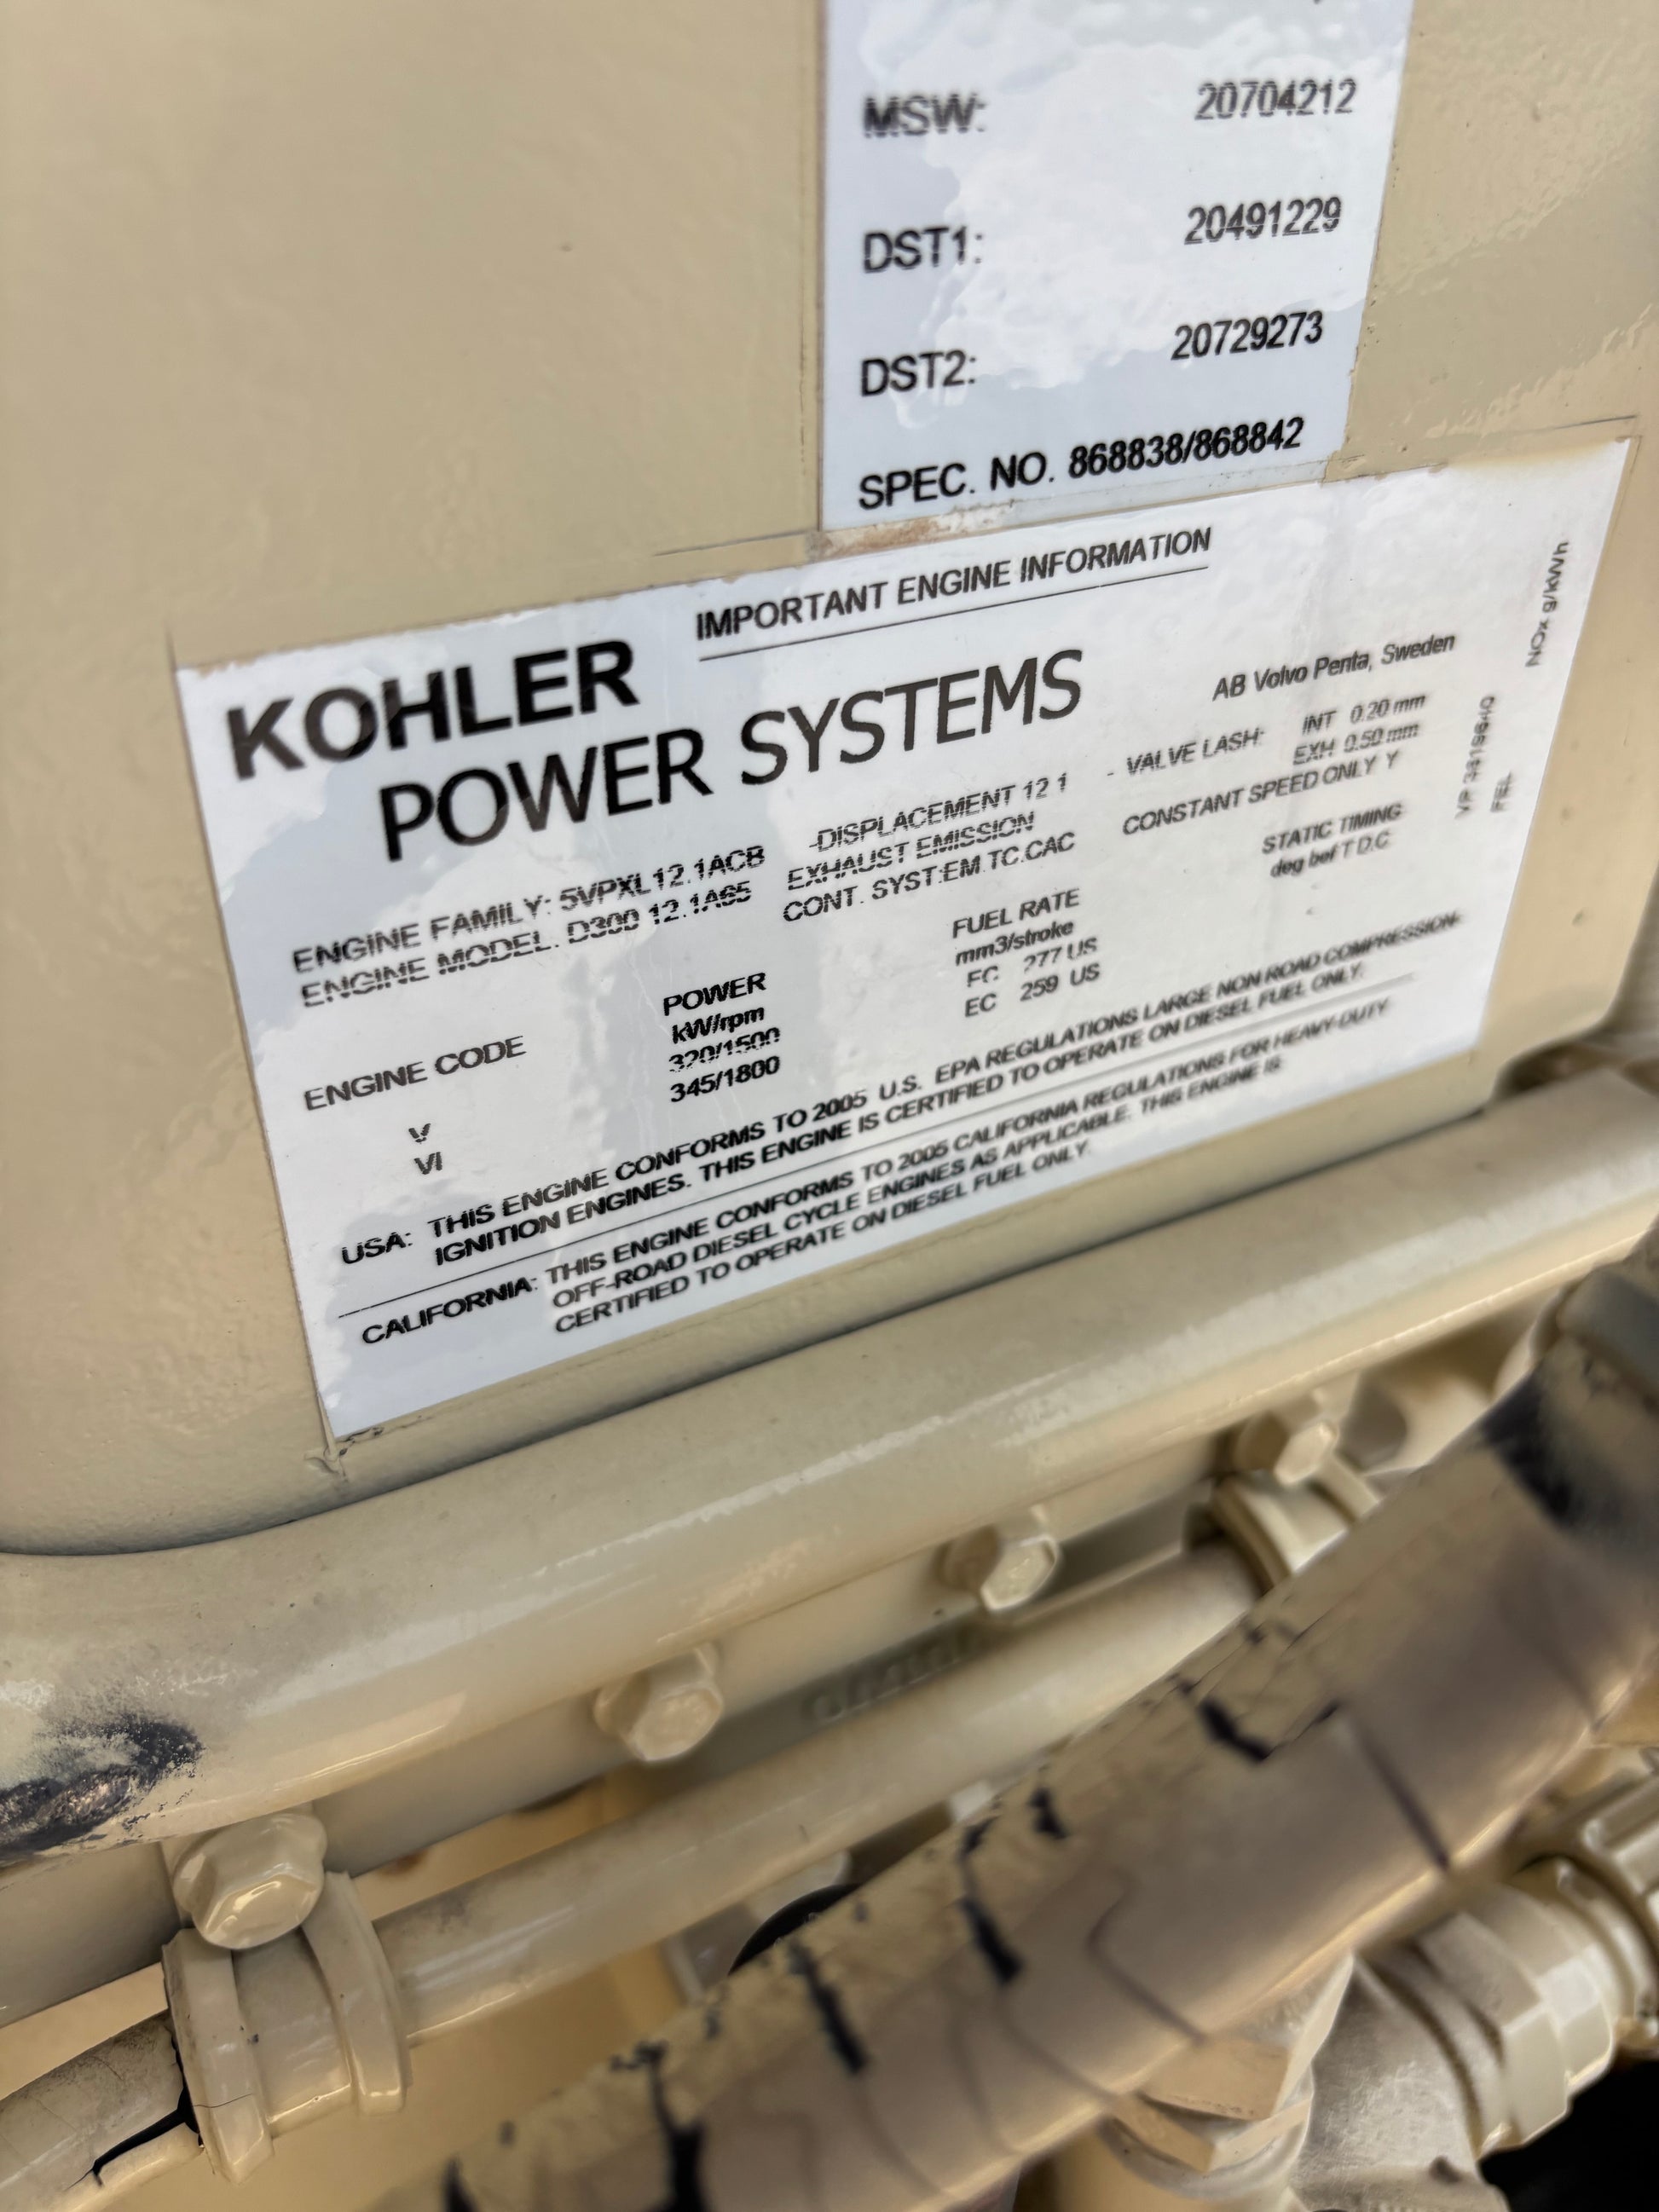 MSW: 20704212
DST1: 20491229
DST2: 20729273
SPEC. NO. 868838/868842
IMPORTANT ENGINE INFORMATION
KOHLER
POWER SYSTEMS
AB Volvo Penta, Sweden
ENGINE FAMILY: 5VPXL12.1ACB
ENGINE MODEL: D300 12.1A65
-DISPLACEMENT 12.1
EXHAUST EMISSION
CONT. SYST:EM.TC.CAC
- VALVE LASH: INT 0.20 mm
EXH 0.50 mm
CONSTANT SPEED ONLY Y
ENGINE CODE
V
VI
POWER
kW/rpm
320/1500
345/1800
FUEL RATE
mm3/stroke
277 US
EC 259 US
STATIC TIMING
deg bef T D.C
NOx g/kWh
FEL
USA: THIS ENGINE CONFORMS TO 2005 U.S. EPA REGULATIONS LARGE NON ROAD COMPRESSION-
IGNITION ENGINES. THIS ENGINE IS CERTIFIED TO OPERATE ON DIESEL FUEL ONLY.
CALIFORNIA: THIS ENGINE CONFORMS TO 2005 CALIFORNIA REGULATIONS FOR HEAVY-DUTY
OFF-ROAD DIESEL CYCLE ENGINES AS APPLICABLE. THIS ENGINE IS
CERTIFIED TO OPERATE ON DIESEL FUEL ONLY.